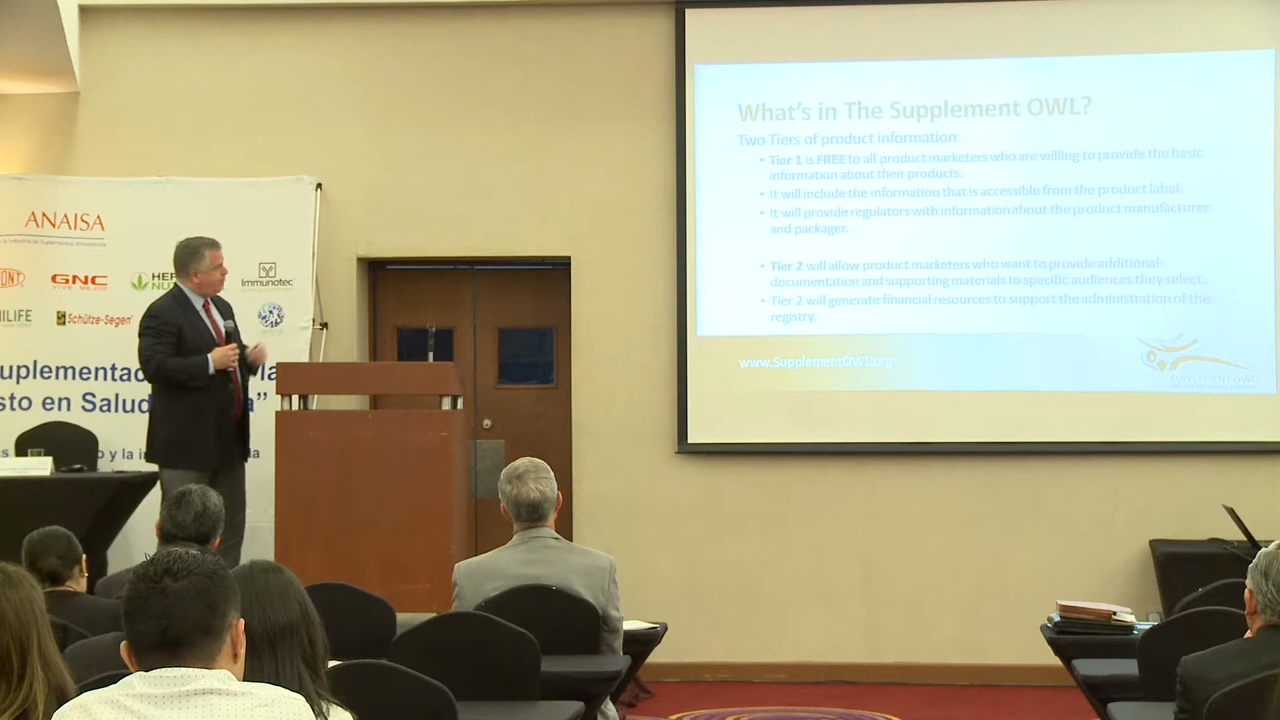 ANAISA
GNC
VIVE MEJOR
Immunotec
Schütze-Segen
What's in The Supplement OWL?
Two Tiers of product information
• Tier 1 is FREE to all product marketers who are willing to provide the basic
information about their products.
• It will include the information that is accessible from the product label.
• It will provide regulators with information about the product manufacturer
and packager.
• Tier 2 will allow product marketers who want to provide additional
documentation and supporting materials to specific audiences they select.
• Tier 2 will generate financial resources to support the administration of the
registry.
www.SupplementOWL.org
SUPPLEMENT OWL